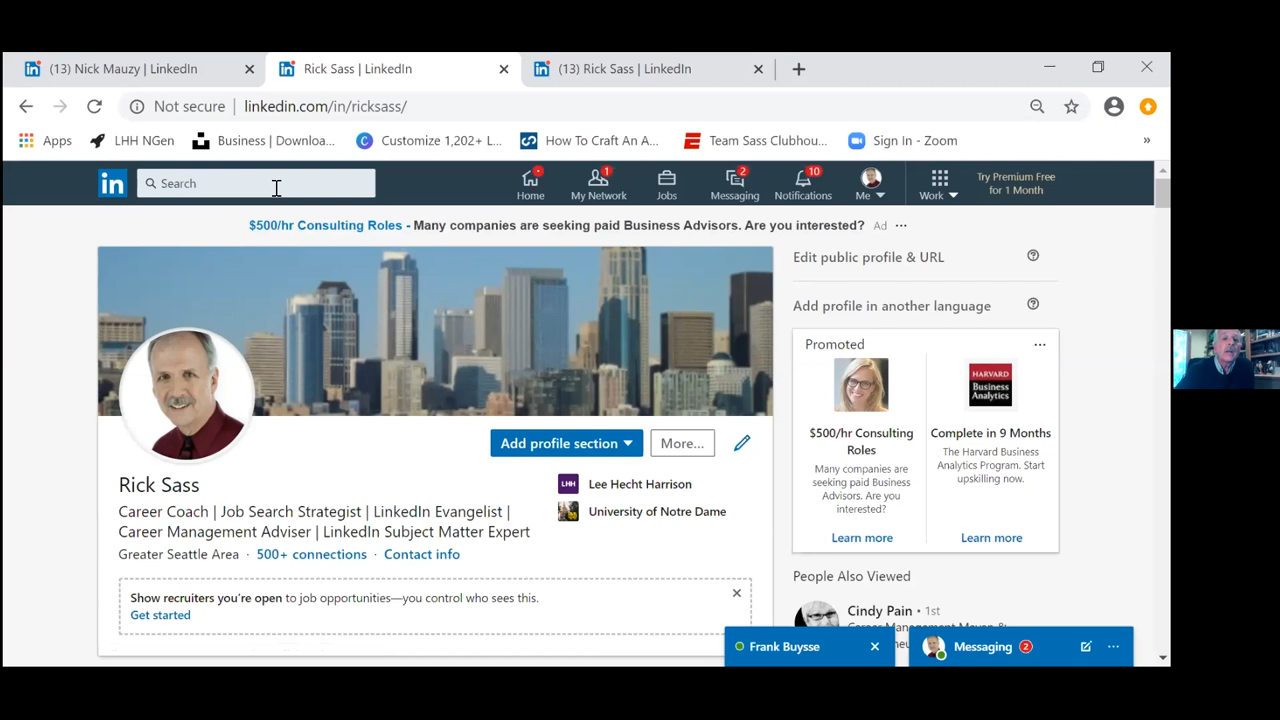 (13) Nick Mauzy | LinkedIn
Rick Sass | LinkedIn
(13) Rick Sass | LinkedIn
Not secure
linkedin.com/in/ricksass/
Apps
LHH NGen
Business | Downloa...
Customize 1,202+ L...
How To Craft An A...
Team Sass Clubhou...
Sign In - Zoom
»
in
Search
Home
1
My Network
Jobs
2
Messaging
10
Notifications
Me
Work
Try Premium Free
for 1 Month
$500/hr Consulting Roles - Many companies are seeking paid Business Advisors. Are you interested? Ad ...
Add profile section
More...
Rick Sass
Career Coach | Job Search Strategist | LinkedIn Evangelist |
Career Management Adviser | LinkedIn Subject Matter Expert
Greater Seattle Area · 500+ connections · Contact info
LHH
Lee Hecht Harrison
University of Notre Dame
Show recruiters you're open to job opportunities—you control who sees this.
Get started
Edit public profile & URL
Add profile in another language
Promoted
...
$500/hr Consulting
Roles
Many companies are
seeking paid Business
Advisors. Are you
interested?
Learn more
HARVARD
Business
Analytics
Complete in 9 Months
The Harvard Business
Analytics Program. Start
upskilling now.
Learn more
People Also Viewed
Cindy Pain • 1st
Frank Buysse
Messaging 2
...